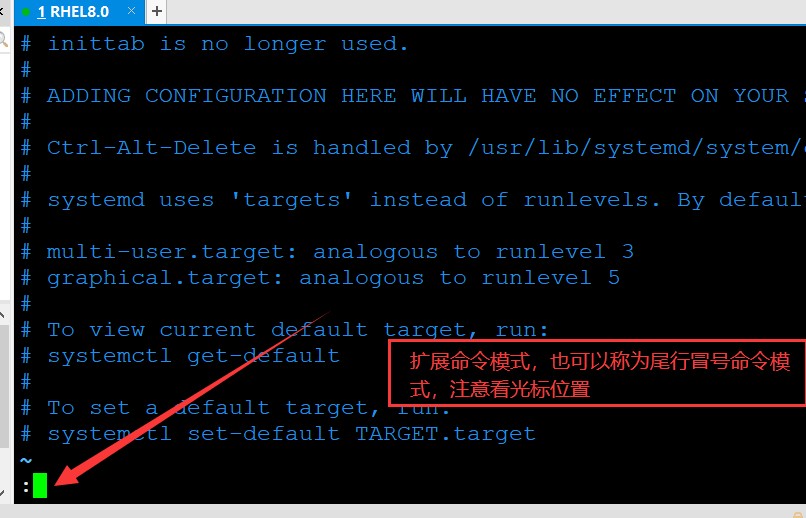 1 RHEL8.0
# inittab is no longer used.
#
# ADDING CONFIGURATION HERE WILL HAVE NO EFFECT ON YOUR
#
# Ctrl-Alt-Delete is handled by /usr/lib/systemd/system/
#
# systemd uses 'targets' instead of runlevels. By default
#
# multi-user.target: analogous to runlevel 3
# graphical.target: analogous to runlevel 5
#
# To view current default target, run:
# systemctl get-default
扩展命令模式，也可以称为尾行冒号命令模
式，注意看光标位置
#
# To set a default target, run:
# systemctl set-default TARGET.target
~
: